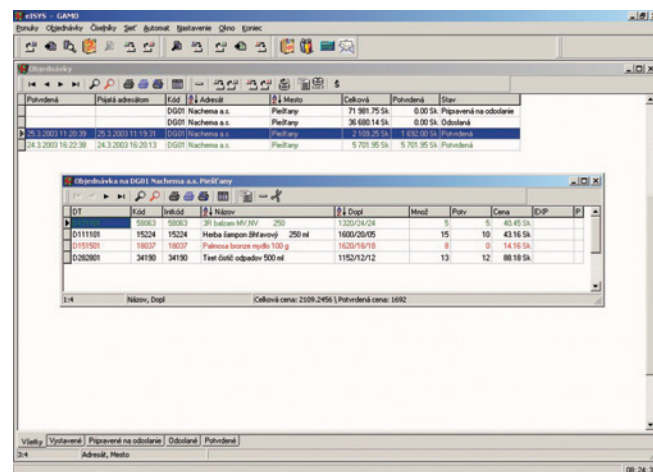 eISYS - GAMO
Ponuky Objednávky Číselníky Sieť Automat Nastavenie Okno Koniec
Objednávky
Potvrdená Prijatá adresátom Kód Adresát Mesto Celková Potvrdená Stav
DG01 Nachema a.s. Piešťany 71 901.75 Sk 0.00 Sk Pripravená na odoslanie
DG01 Nachema a.s. Piešťany 36 680.14 Sk 0.00 Sk Odoslaná
25.3.2003 11:20:39 25.3.2003 11:19:31 DG01 Nachema a.s. Piešťany 2 109.25 Sk 1 692.00 Sk Potvrdená
24.3.2003 16:22:38 24.3.2003 16:20:13 DG01 Nachema a.s. Piešťany 5 701.95 Sk 5 701.95 Sk Potvrdená
Objednávka na DG01 Nachema a.s. Piešťany
DT Kód Intkód Názov Dopl Množ Potv Cena ID/P P
58063 58063 3R balzam MV,NV 250 1320/24/24 5 5 40.45 Sk
D111101 15224 15224 Herba šampon žihľavový 250 ml 1600/20/05 15 10 43.16 Sk
D151501 18037 18037 Palmosa bronze mydlo 100 g 1620/18/18 8 0 14.16 Sk
D282801 34190 34190 Tiret čistič odpadov 500 ml 1152/12/12 13 12 88.18 Sk
1:4 Názov, Dopl Celková cena: 2109.2456 \ Potvrdená cena: 1692
Všetky Vystavené Pripravené na odoslanie Odoslané Potvrdené
3:4 Adresát, Mesto